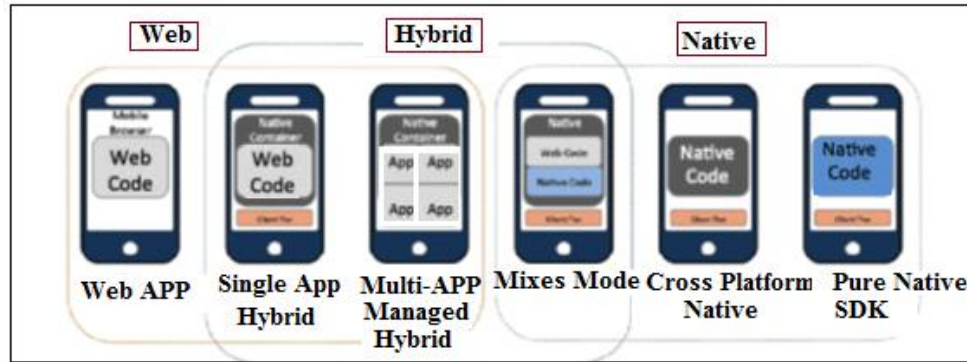 Web
Hybrid
Native
Mobile
Browser
Web
Code
Native
Container
Web
Code
Native
Container
App App
App App
Native
Web Code
Native Code
Native
Code
Native
Code
Web APP
Single App
Hybrid
Multi-APP
Managed
Hybrid
Mixes Mode
Cross Platform
Native
Pure Native
SDK